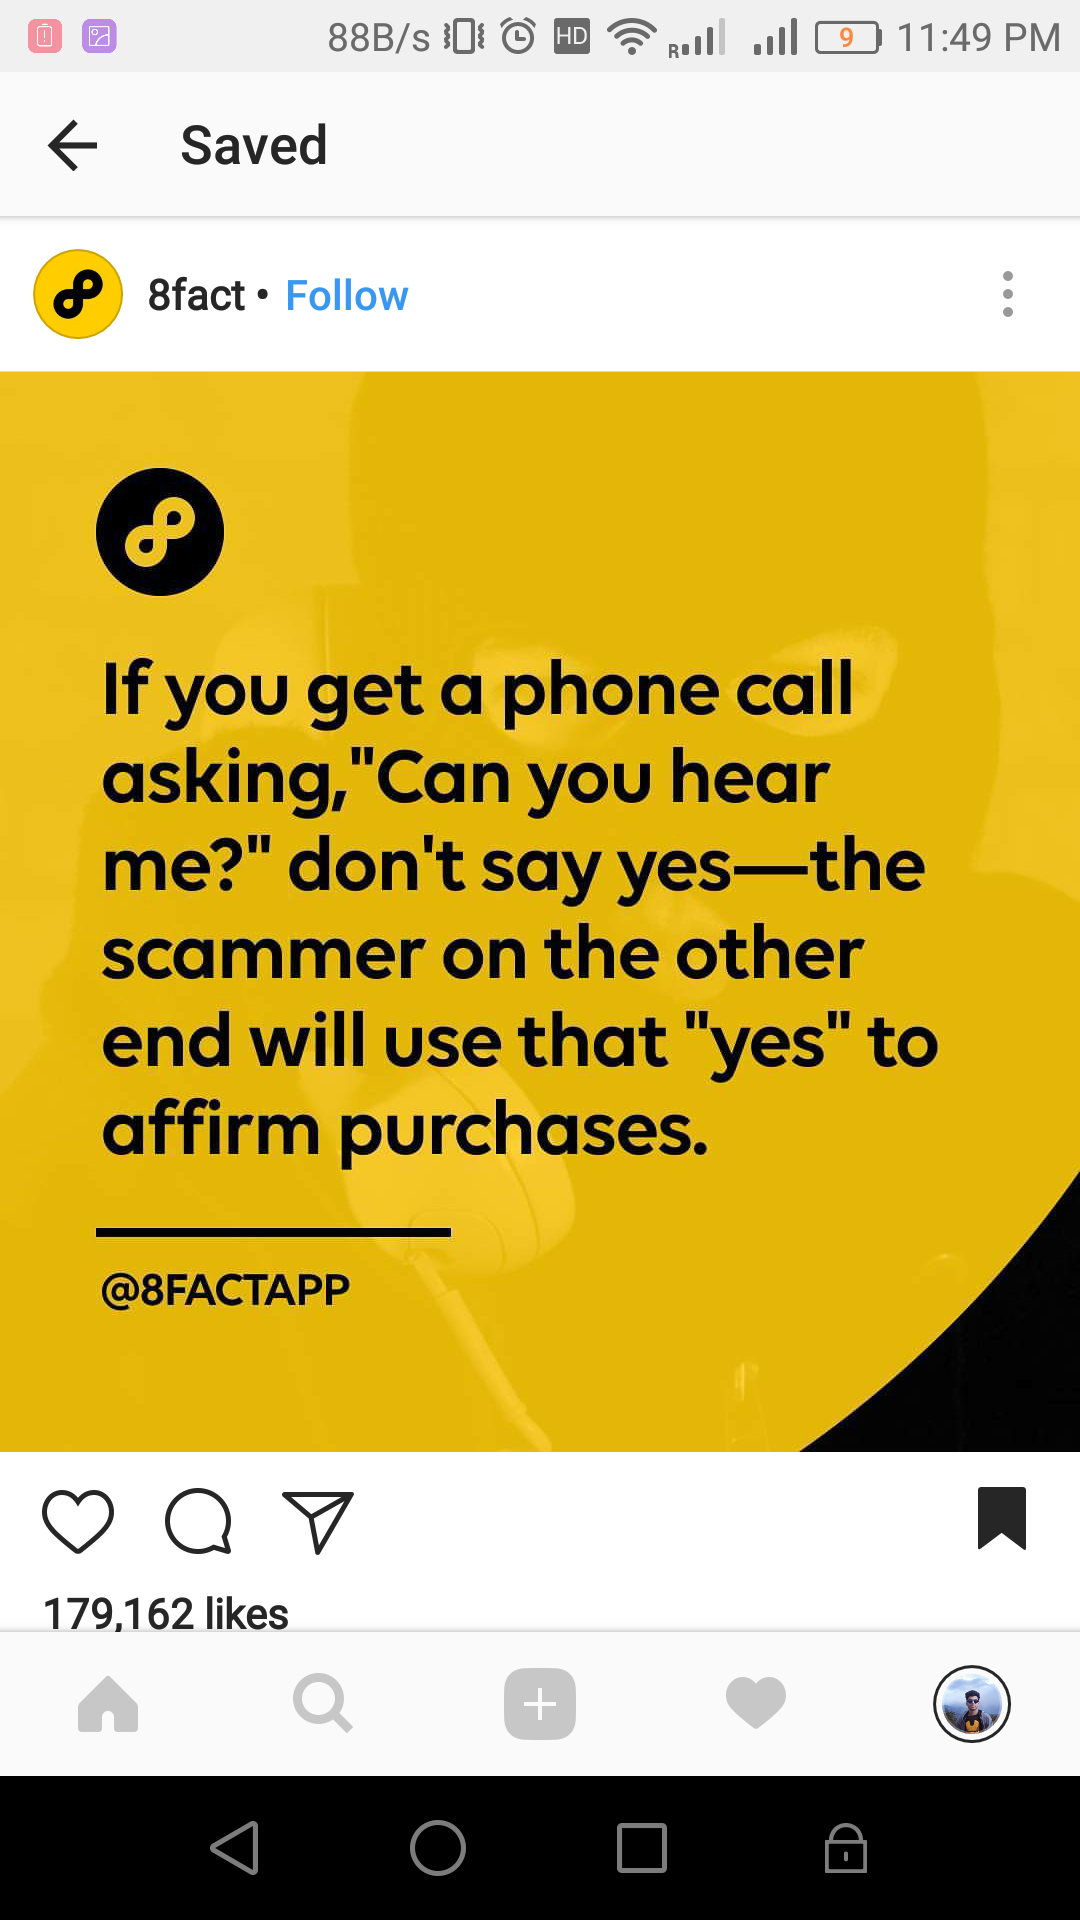 88B/s HD R 9 11:49 PM
Saved
8fact • Follow
If you get a phone call
asking,"Can you hear
me?" don't say yes—the
scammer on the other
end will use that "yes" to
affirm purchases.
@8FACTAPP
179,162 likes